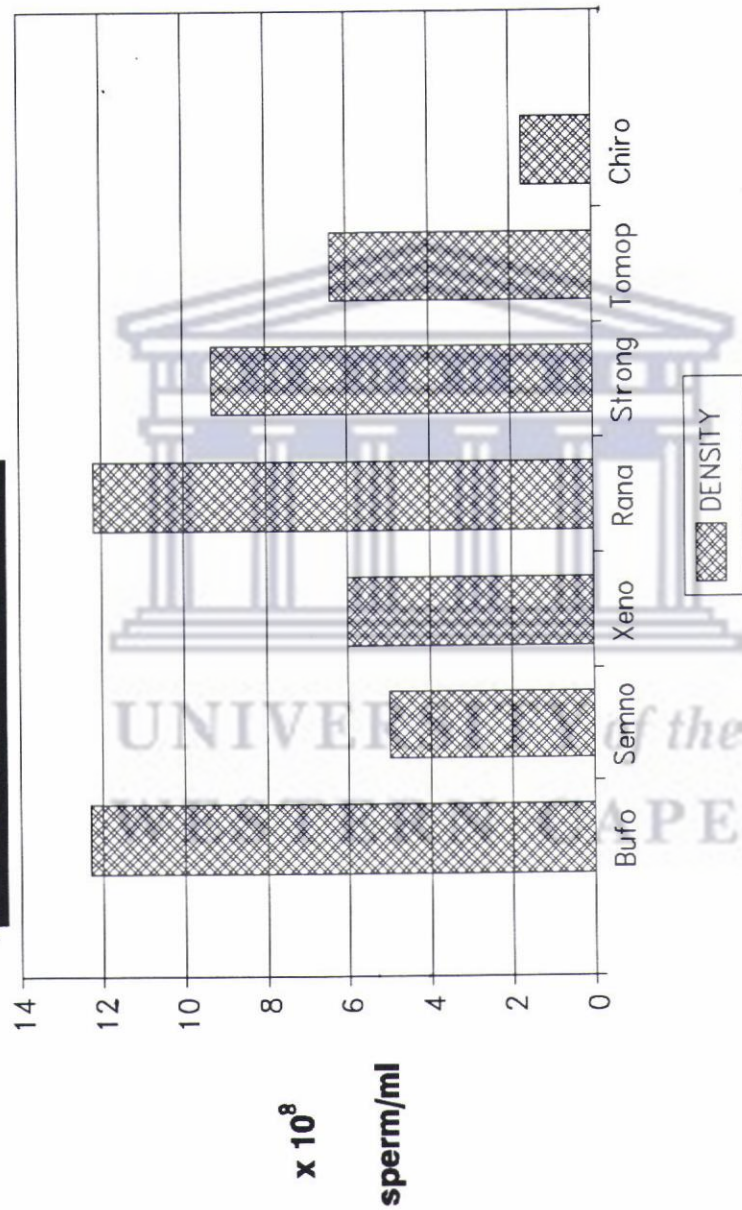 14
12
10
8
6
4
2
0
x 10⁸
sperm/ml
Bufo Semno Xeno Rana Strong Tomop Chiro
DENSITY
UNIVERSITY of the
WESTERN CAPE